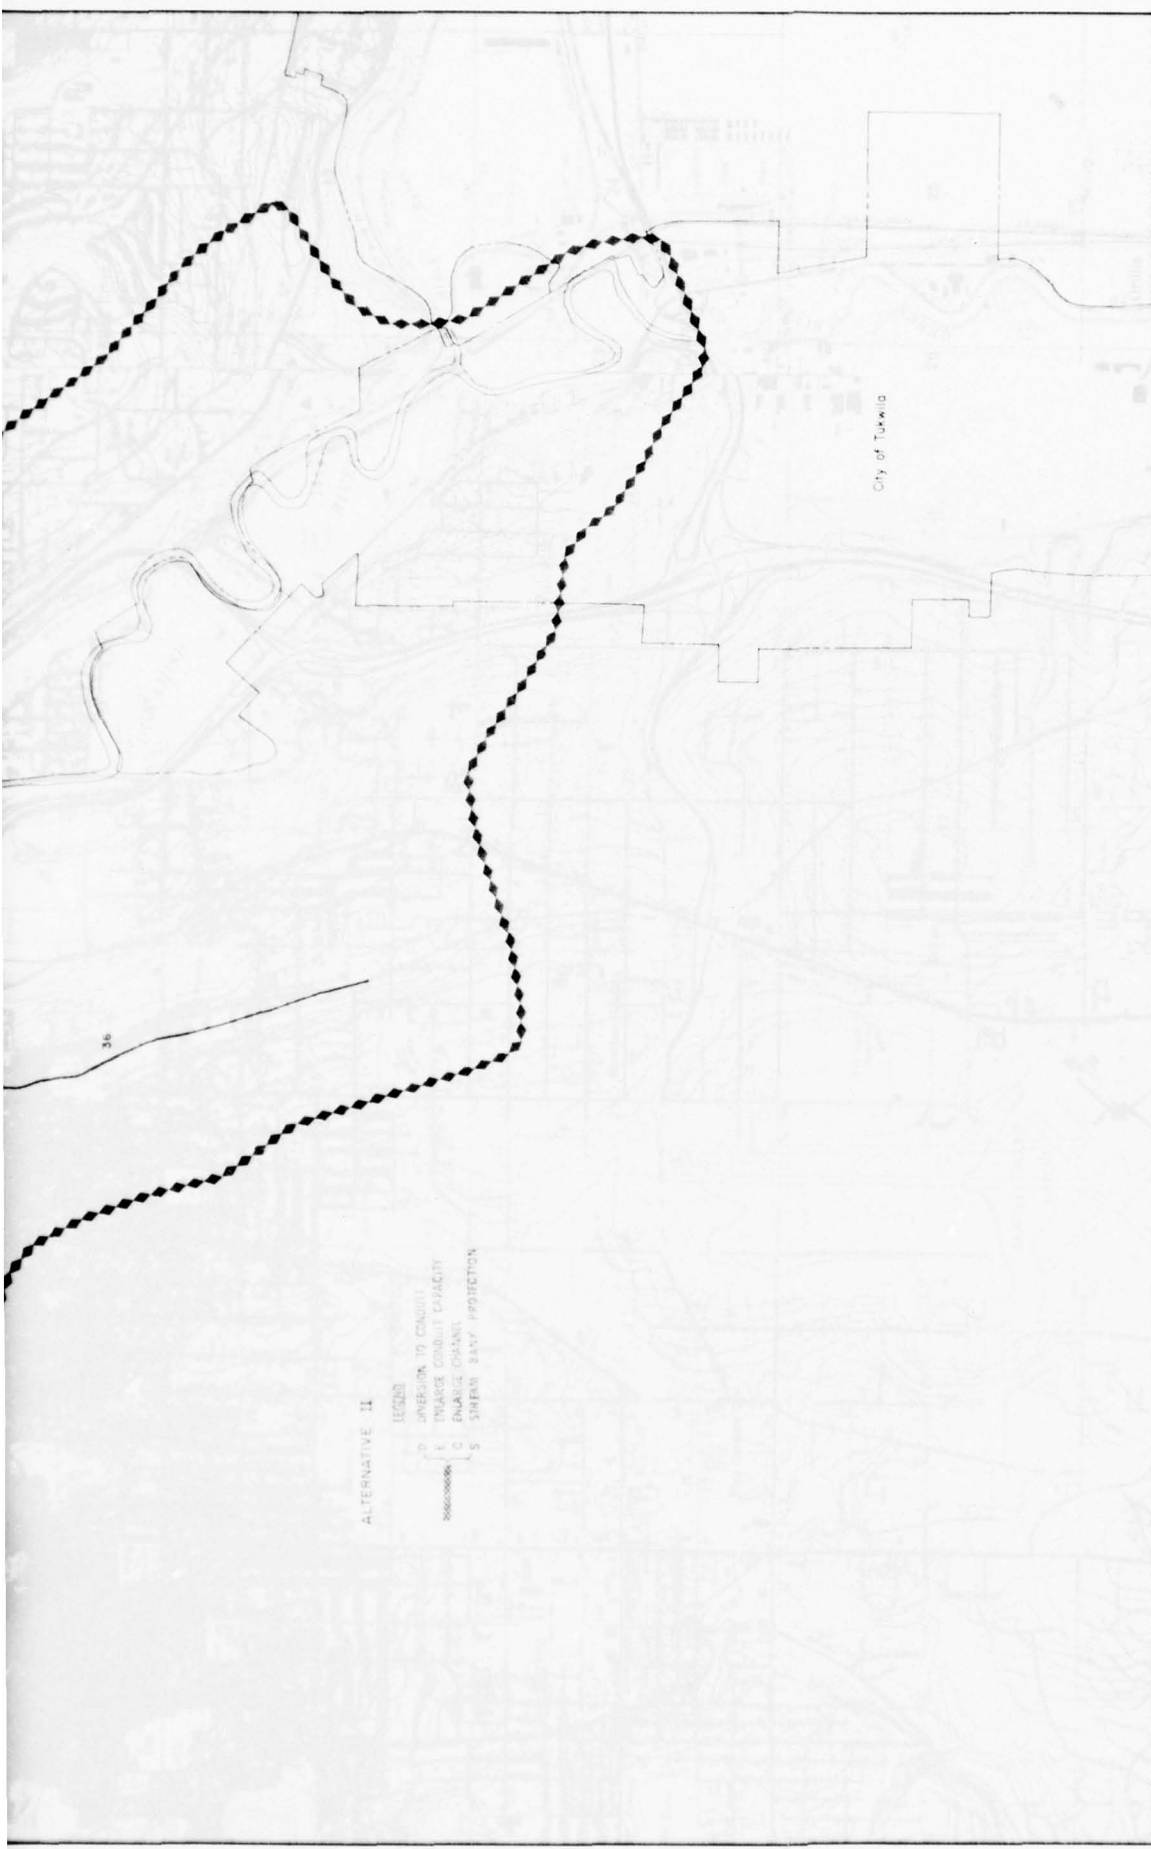 City of Tukwila
36
ALTERNATIVE II
LEGEND
D DIVERSION TO CONDUIT
E ENLARGE CONDUIT CAPACITY
C ENLARGE CHANNEL
S STREAM BANK PROTECTION